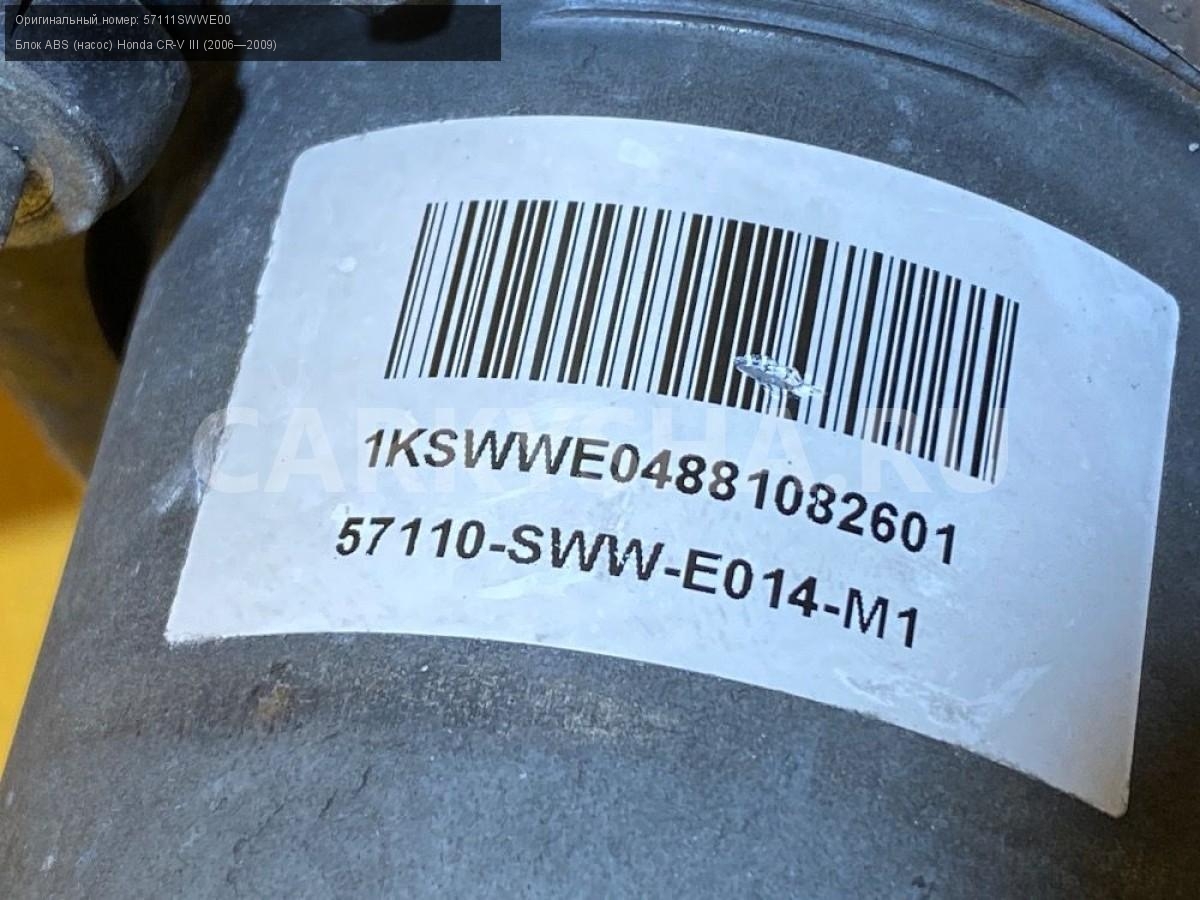 Оригинальный номер: 57111SWWE00
Блок ABS (насос) Honda CR-V III (2006—2009)
CARKYSHA.RU
1KSWWE04881082601
57110-SWW-E014-M1